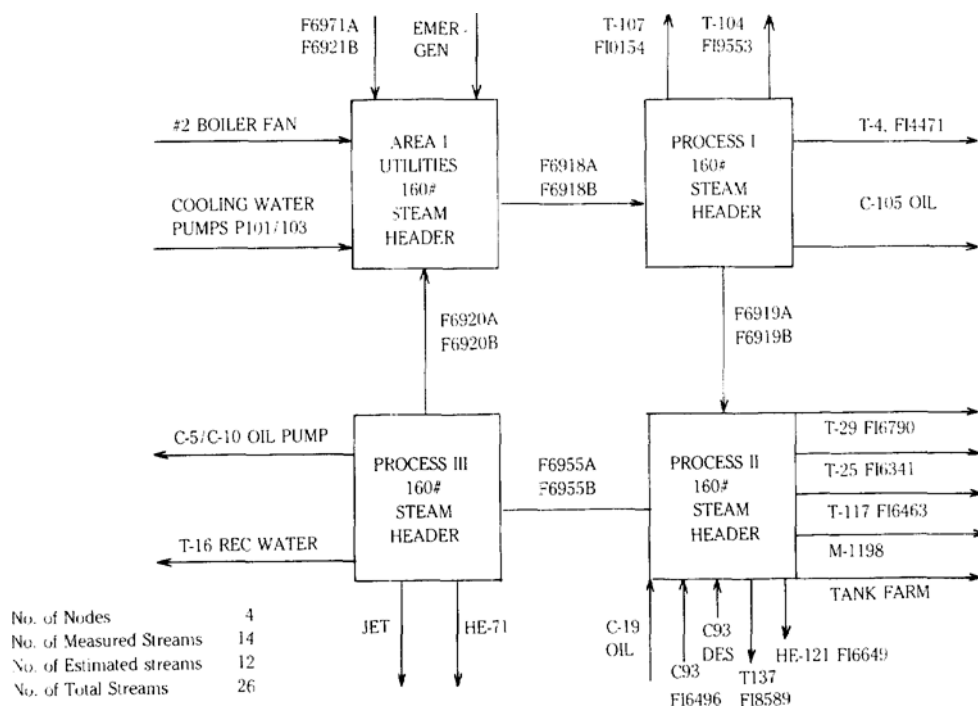 F6971A
F6921B
EMER-
GEN
T-107
FI0154
T-104
FI9553
#2 BOILER FAN
COOLING WATER
PUMPS P101/103
AREA I
UTILITIES
160#
STEAM
HEADER
F6918A
F6918B
PROCESS I
160#
STEAM
HEADER
T-4, FI4471
C-105 OIL
F6920A
F6920B
F6919A
F6919B
C-5/C-10 OIL PUMP
T-16 REC WATER
PROCESS III
160#
STEAM
HEADER
F6955A
F6955B
PROCESS II
160#
STEAM
HEADER
T-29 FI6790
T-25 FI6341
T-117 FI6463
M-1198
TANK FARM
JET
HE-71
C-19
OIL
C93
FI6496
C93
DES
T137
FI8589
HE-121 FI6649
No. of Nodes 4
No. of Measured Streams 14
No. of Estimated streams 12
No. of Total Streams 26